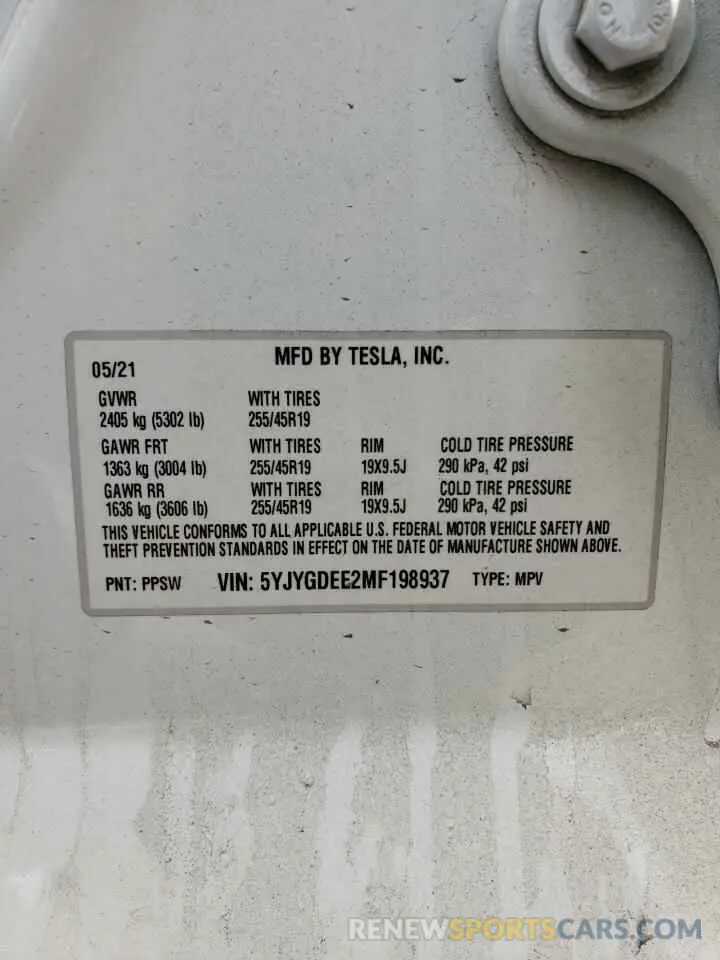 05/21 MFD BY TESLA, INC.
GVWR WITH TIRES
2405 kg (5302 lb) 255/45R19
GAWR FRT WITH TIRES RIM COLD TIRE PRESSURE
1363 kg (3004 lb) 255/45R19 19X9.5J 290 kPa, 42 psi
GAWR RR WITH TIRES RIM COLD TIRE PRESSURE
1636 kg (3606 lb) 255/45R19 19X9.5J 290 kPa, 42 psi
THIS VEHICLE CONFORMS TO ALL APPLICABLE U.S. FEDERAL MOTOR VEHICLE SAFETY AND
THEFT PREVENTION STANDARDS IN EFFECT ON THE DATE OF MANUFACTURE SHOWN ABOVE.
PNT: PPSW VIN: 5YJYGDEE2MF198937 TYPE: MPV
RENEWSPORTSCARS.COM